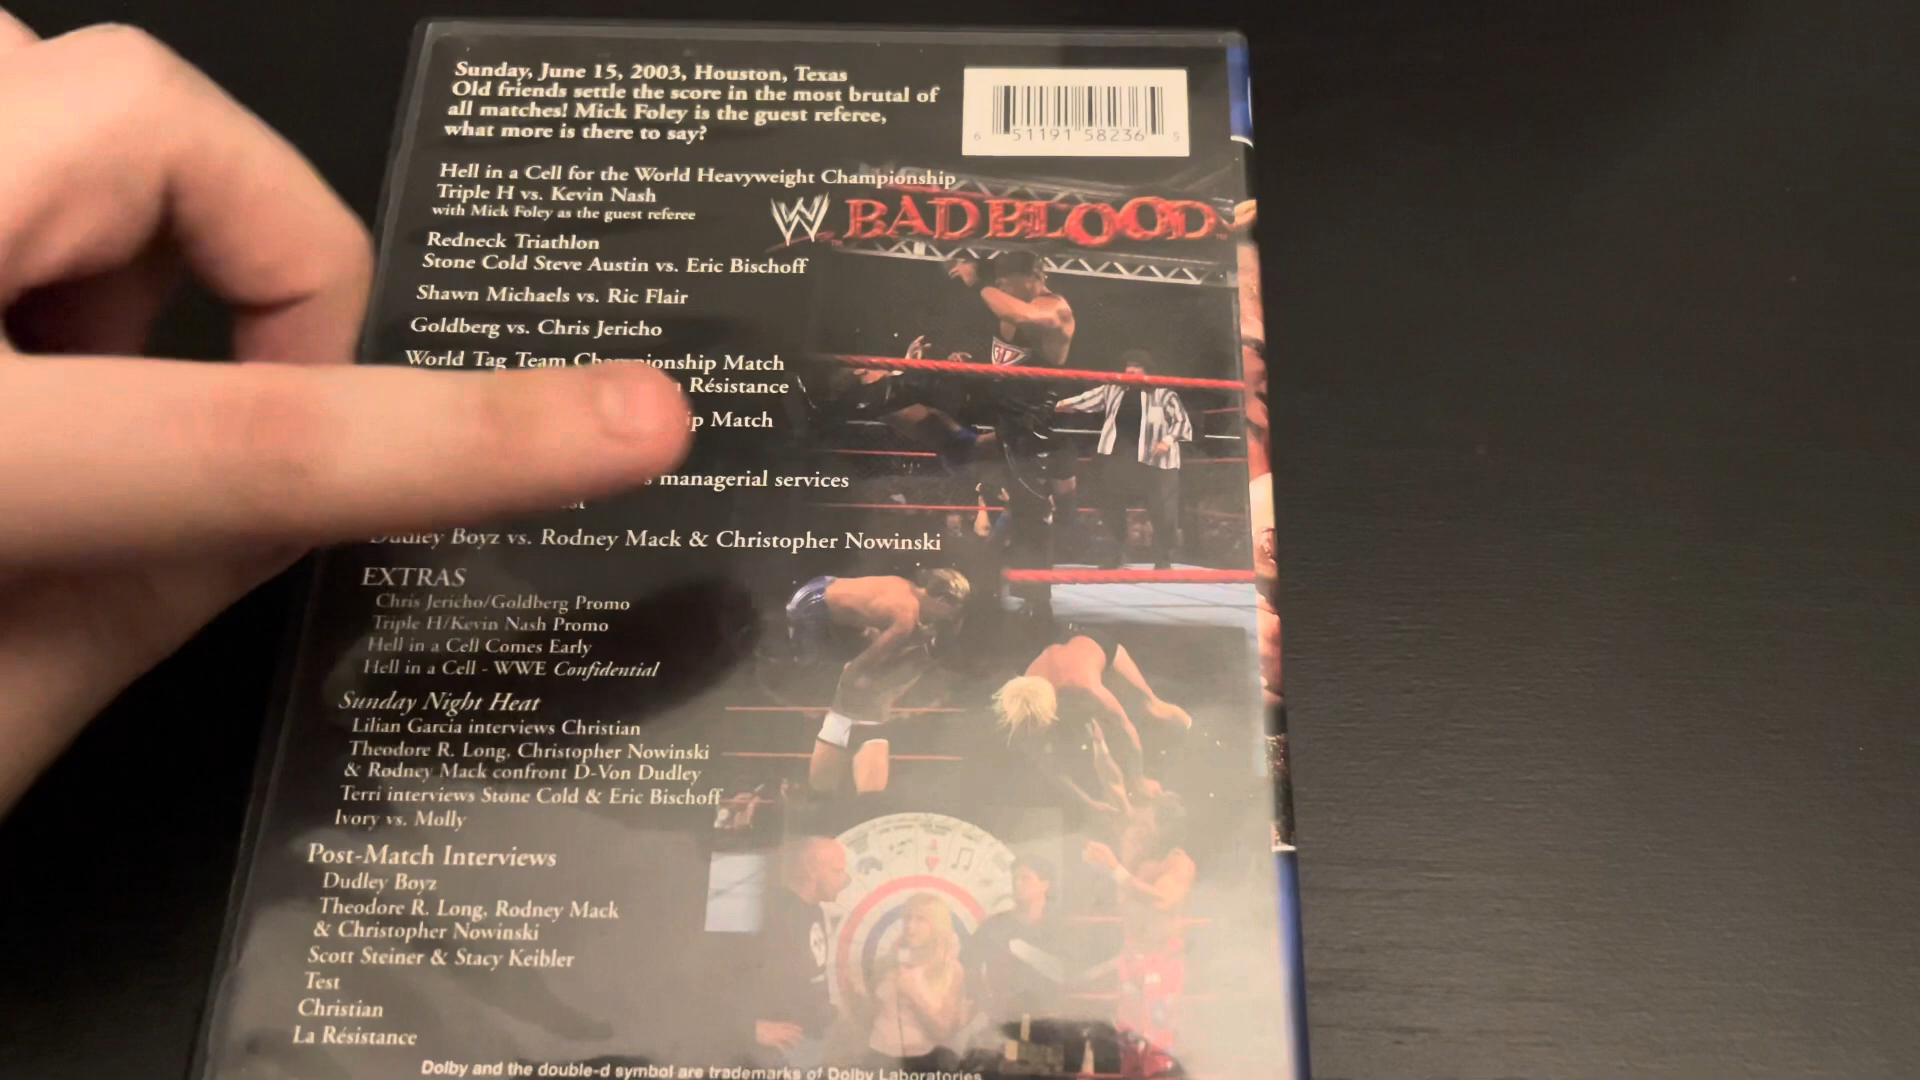 Sunday, June 15, 2003, Houston, Texas
Old friends settle the score in the most brutal of
all matches! Mick Foley is the guest referee,
what more is there to say?
6 51191 58236 5
Hell in a Cell for the World Heavyweight Championship
Triple H vs. Kevin Nash
with Mick Foley as the guest referee
W BAD BLOOD
Redneck Triathlon
Stone Cold Steve Austin vs. Eric Bischoff
Shawn Michaels vs. Ric Flair
Goldberg vs. Chris Jericho
World Tag Team Championship Match
Résistance
Match
managerial services
Dudley Boyz vs. Rodney Mack & Christopher Nowinski
EXTRAS
Chris Jericho/Goldberg Promo
Triple H/Kevin Nash Promo
Hell in a Cell Comes Early
Hell in a Cell - WWE Confidential
Sunday Night Heat
Lilian Garcia interviews Christian
Theodore R. Long, Christopher Nowinski
& Rodney Mack confront D-Von Dudley
Terri interviews Stone Cold & Eric Bischoff
Ivory vs. Molly
Post-Match Interviews
Dudley Boyz
Theodore R. Long, Rodney Mack
& Christopher Nowinski
Scott Steiner & Stacy Keibler
Test
Christian
La Résistance
Dolby and the double-d symbol are trademarks of Dolby Laboratories